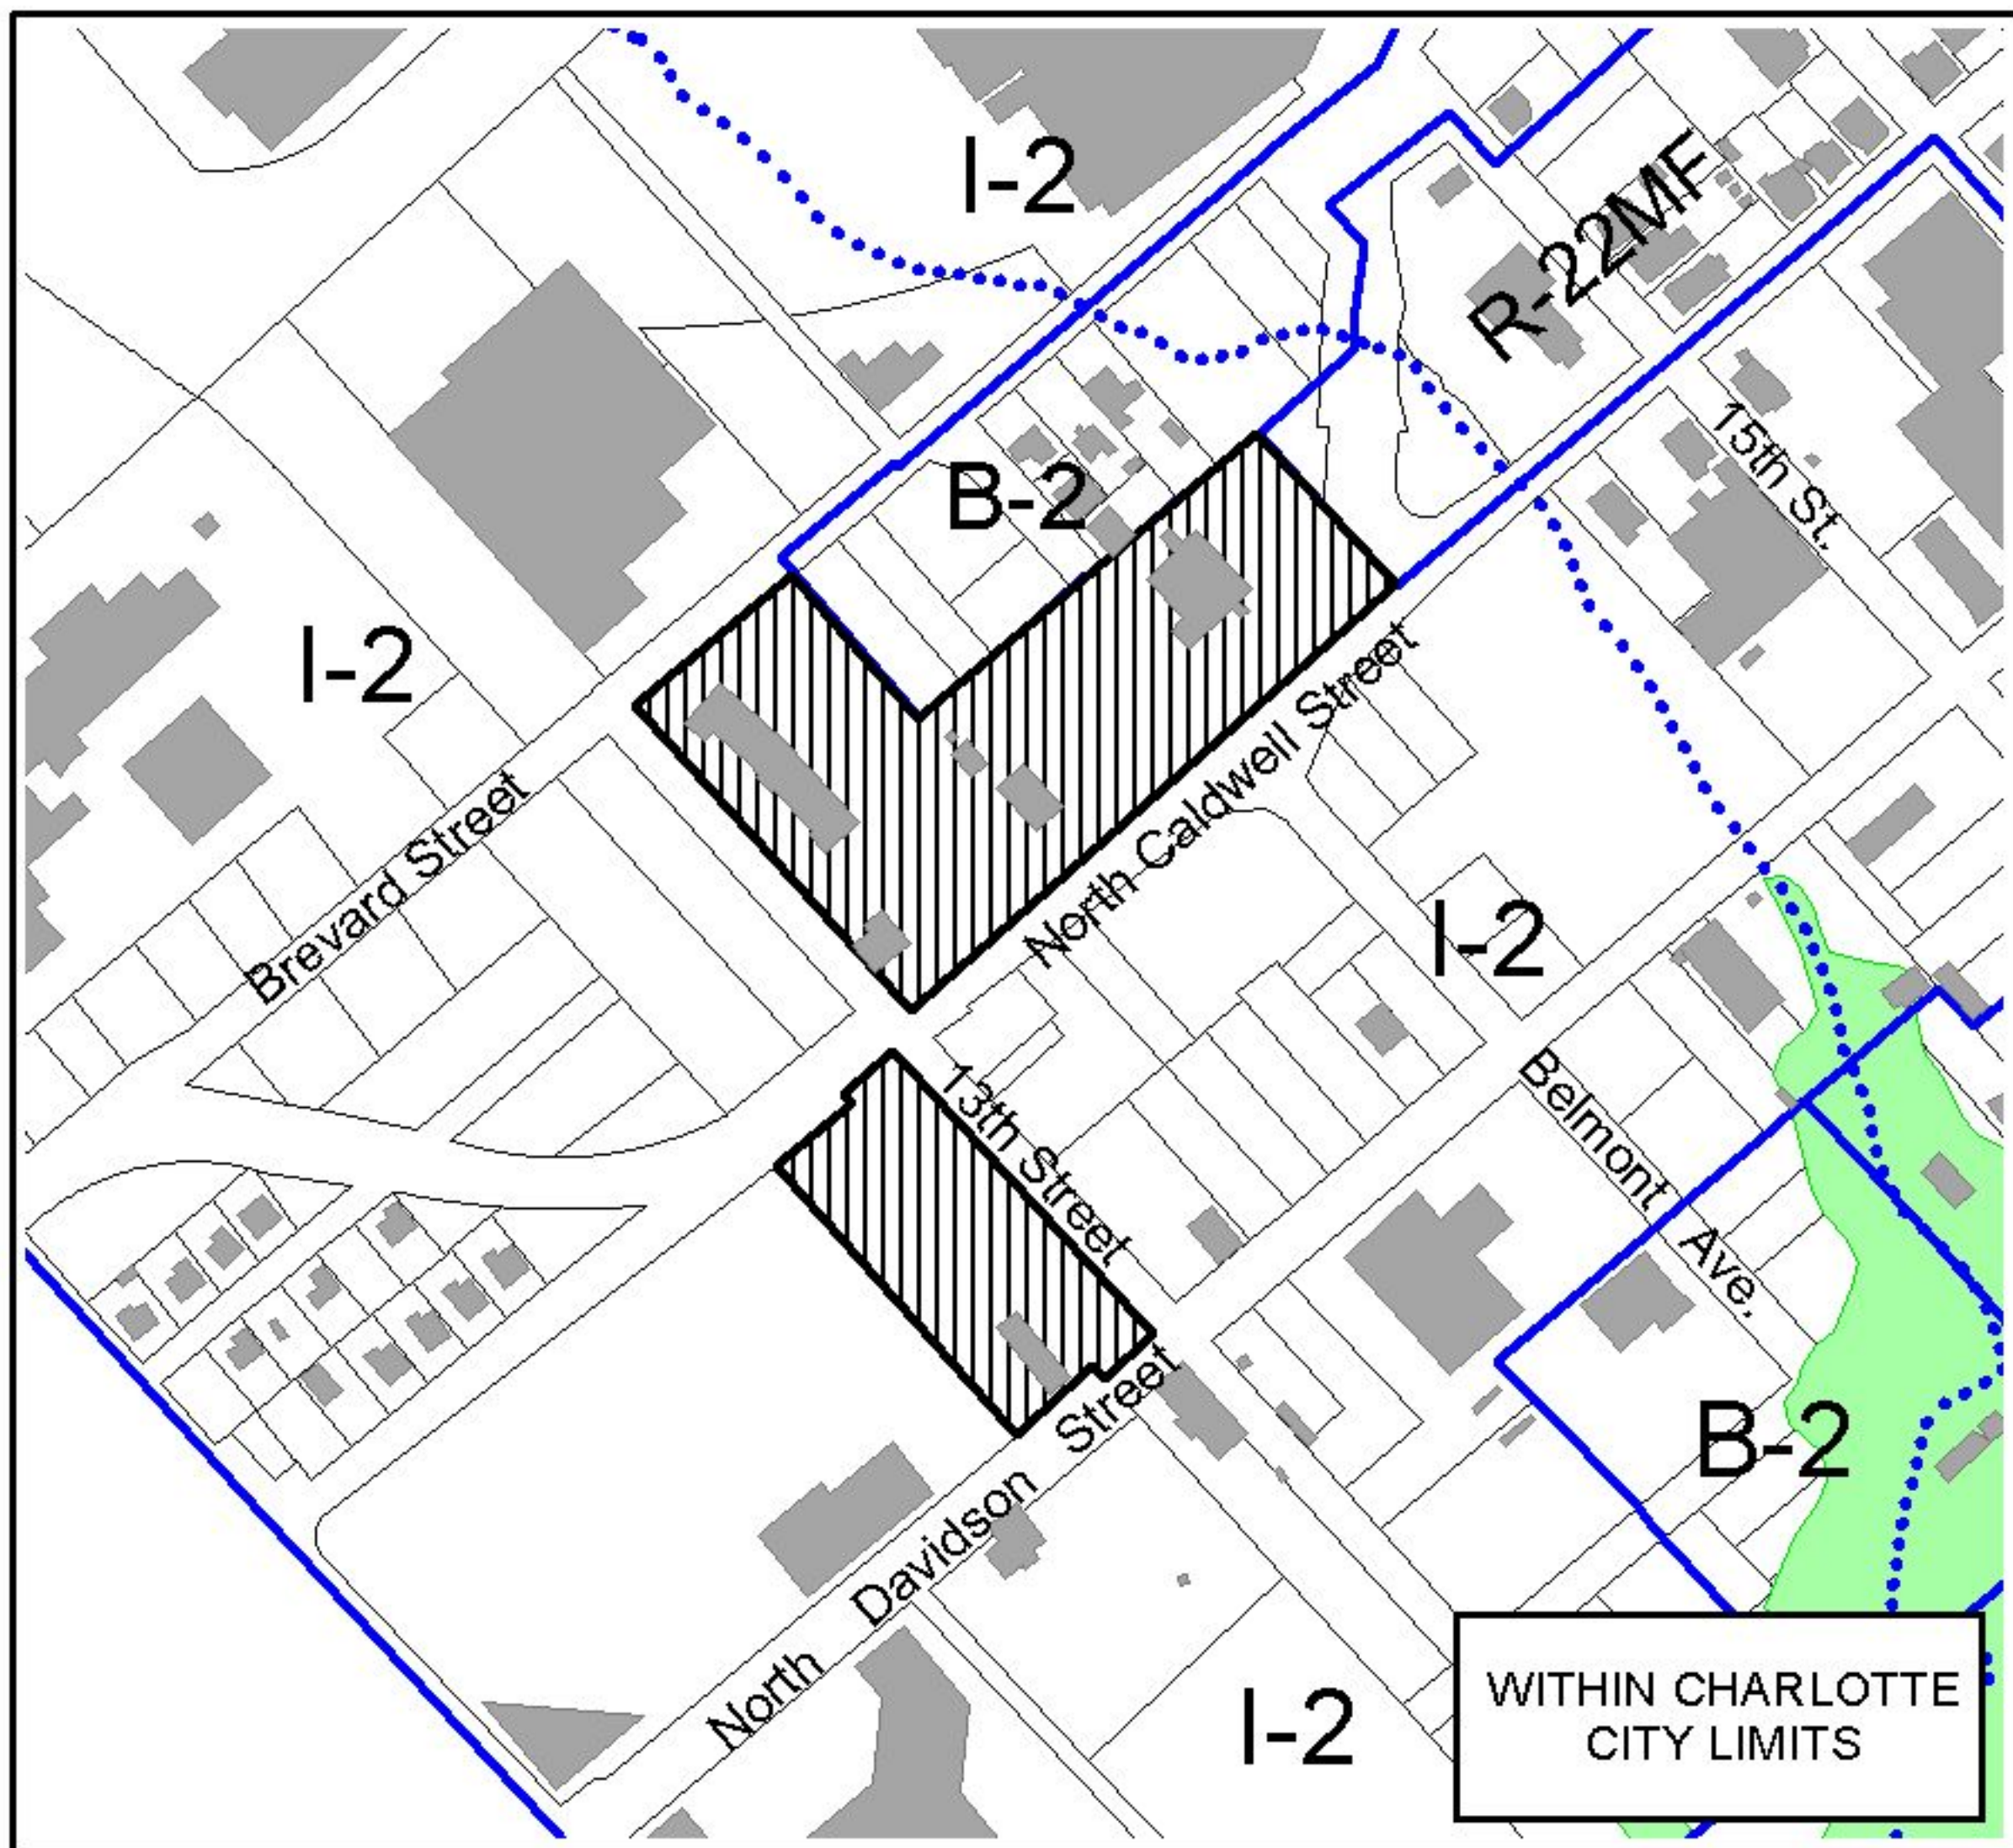 I-2
R-22MF
15th St.
B-2
I-2
North Caldwell Street
Brevard Street
I-2
13th Street
Belmont Ave.
B-2
North Davidson Street
I-2
WITHIN CHARLOTTE
CITY LIMITS